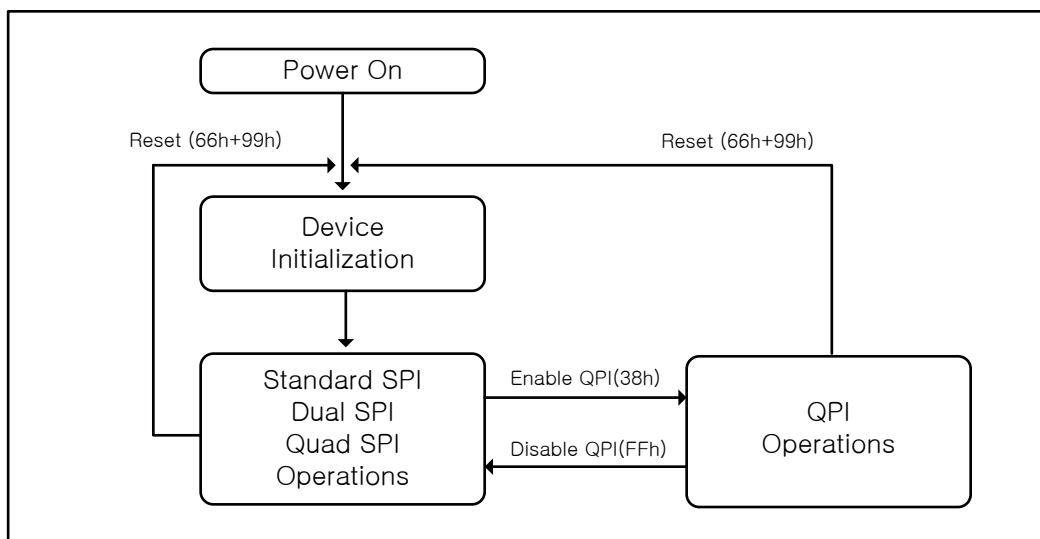 Power On
Reset (66h+99h)
Reset (66h+99h)
Device
Initialization
Standard SPI
Dual SPI
Quad SPI
Operations
Enable QPI(38h)
Disable QPI(FFh)
QPI
Operations